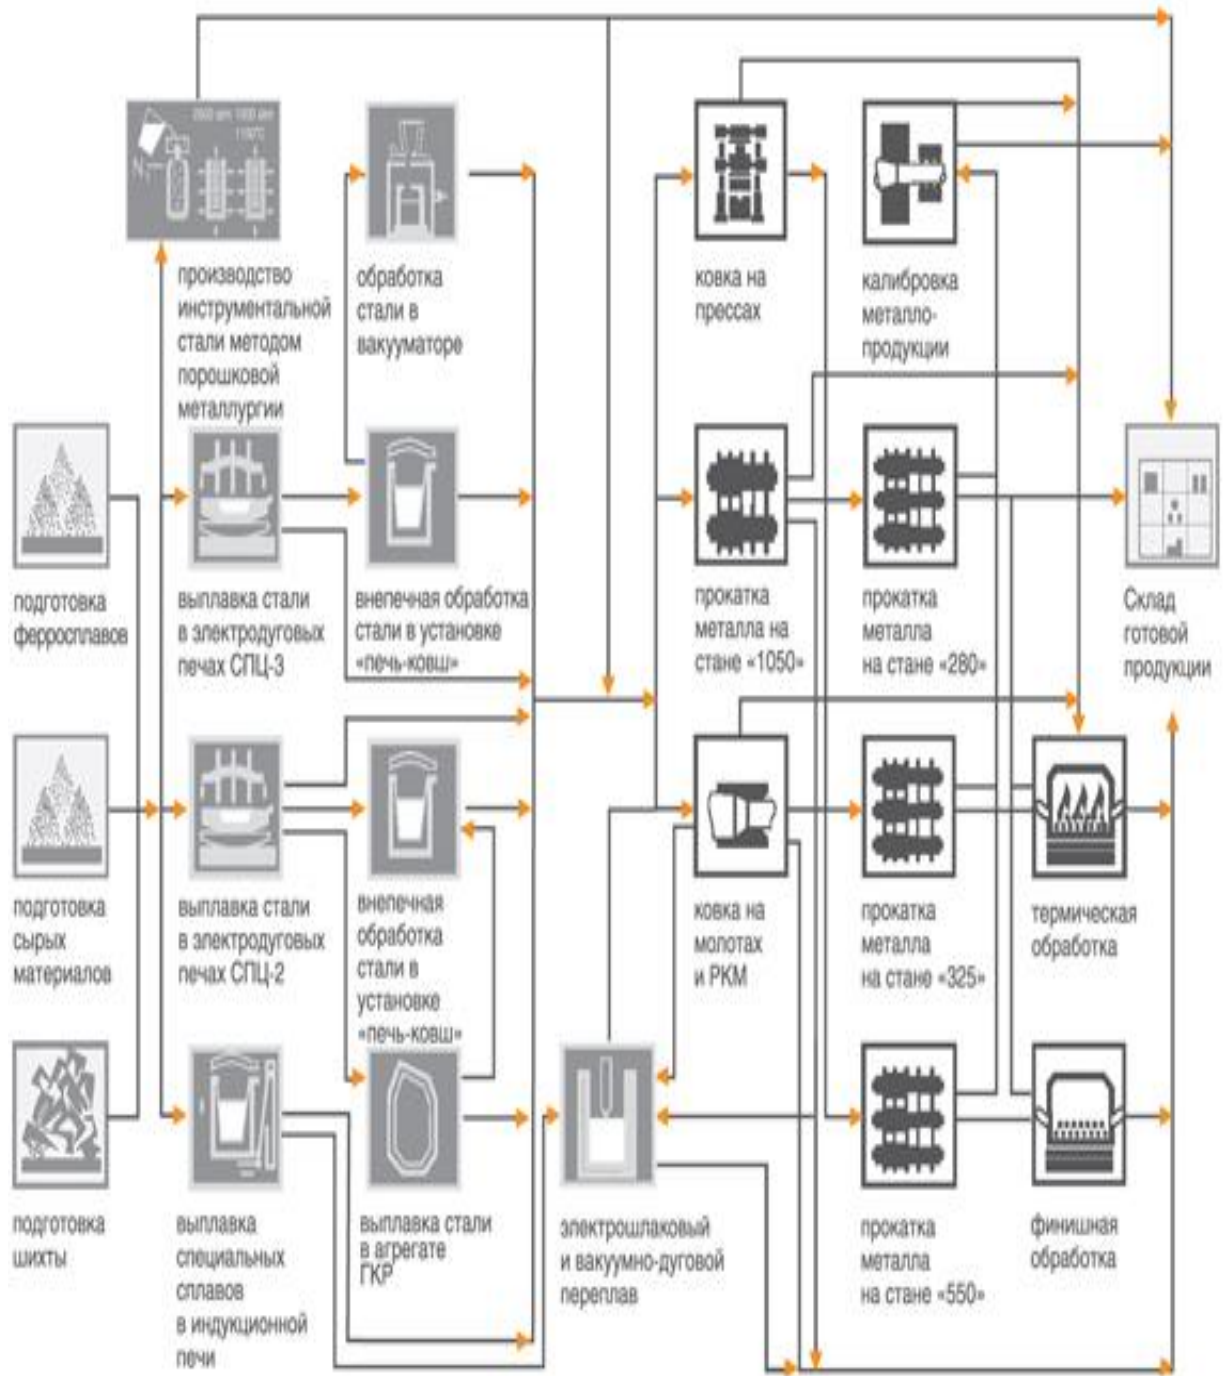 N
1150°C
производство
инструментальной
стали методом
порошковой
металлургии
обработка
стали в
вакууматоре
ковка на
прессах
калибровка
металло-
продукции
подготовка
ферросплавов
выплавка стали
в электродуговых
печах СПЦ-3
внепечная обработка
стали в установке
«печь-ковш»
прокатка
металла на
стане «1050»
прокатка
металла
на стане «280»
Склад
готовой
продукции
подготовка
сырых
материалов
выплавка стали
в электродуговых
печах СПЦ-2
внепечная
обработка
стали в
установке
«печь-ковш»
ковка на
молотах
и РКМ
прокатка
металла
на стане «325»
термическая
обработка
подготовка
шихты
выплавка
специальных
сплавов
в индукционной
печи
выплавка стали
в агрегате
ГКР
электрошлаковый
и вакуумно-дуговой
переплав
прокатка
металла
на стане «550»
финишная
обработка